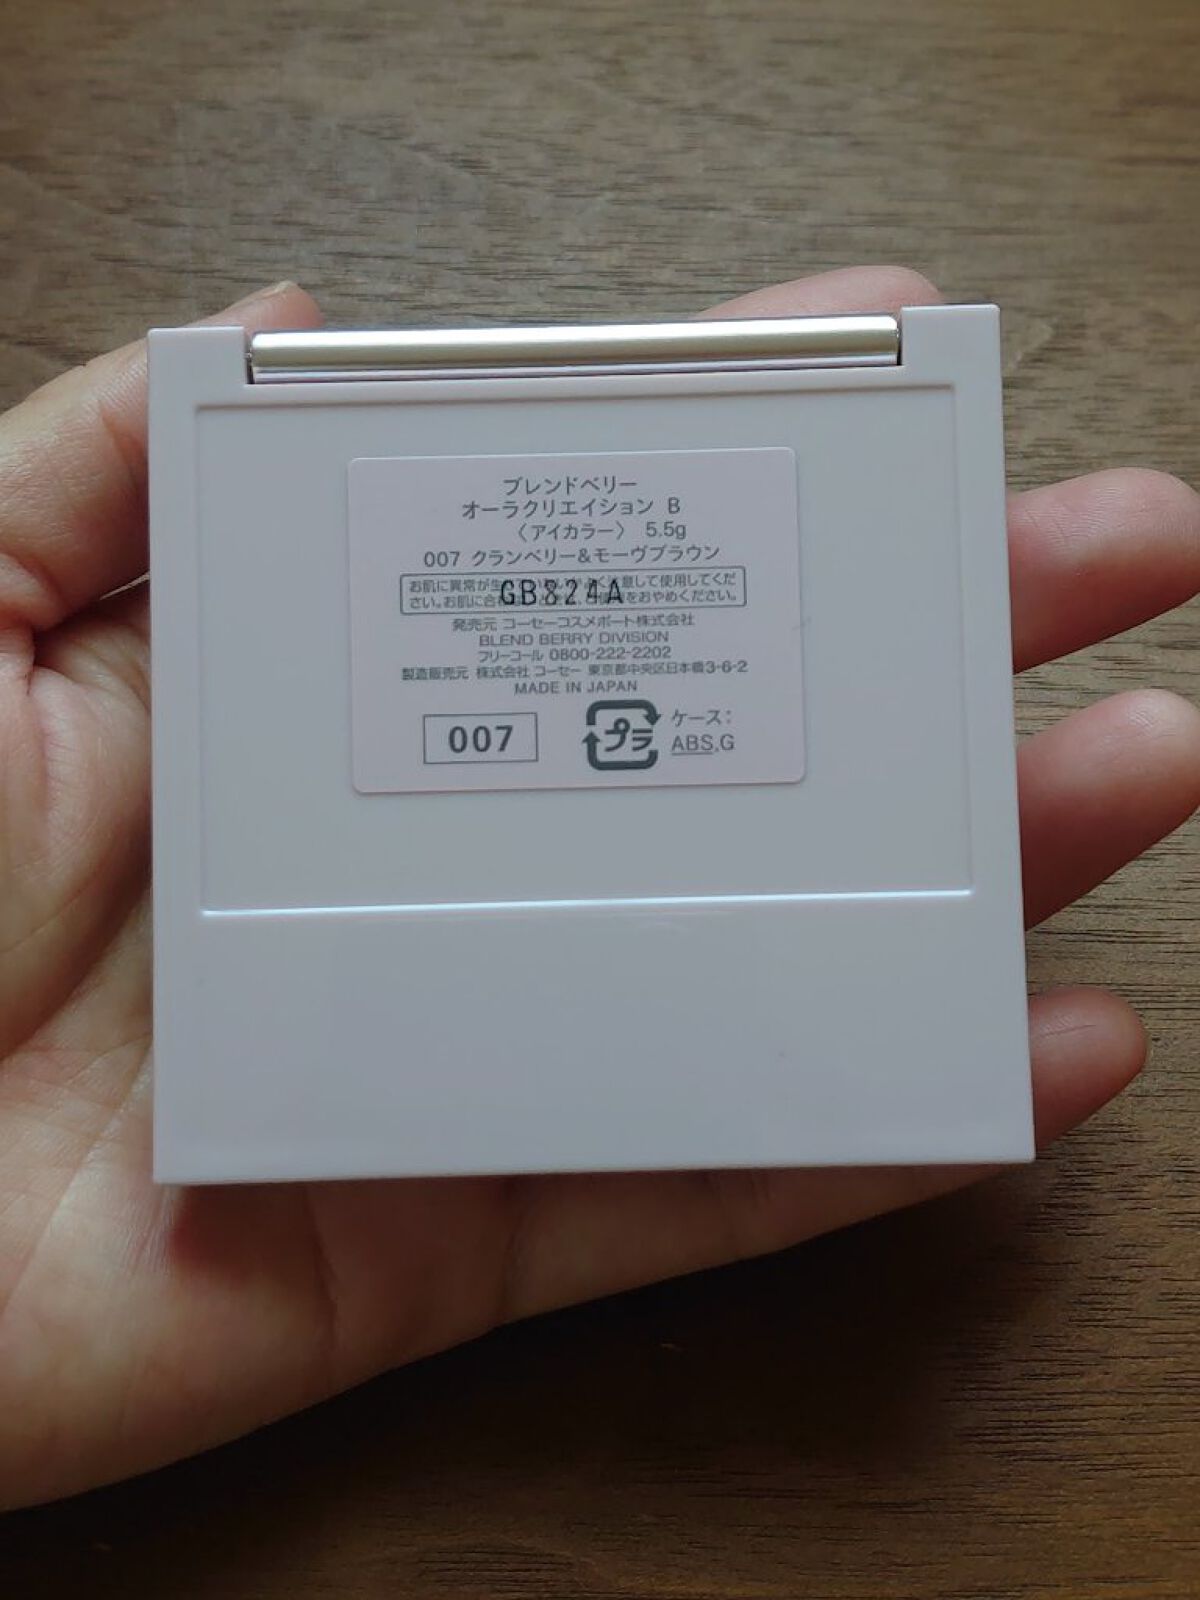 ブレンドベリー
オーラクリエイション B
〈アイカラー〉 5.5g
007 クランベリー&モーヴブラウン
お肌に異常が生 く注意して使用してくだ
さい。お肌に合 をおやめください。
GB824A
発売元 コーセーコスメポート株式会社
BLEND BERRY DIVISION
フリーコール 0800-222-2202
製造販売元 株式会社 コーセー 東京都中央区日本橋3-6-2
MADE IN JAPAN
007
プラ
ケース:
ABS,G